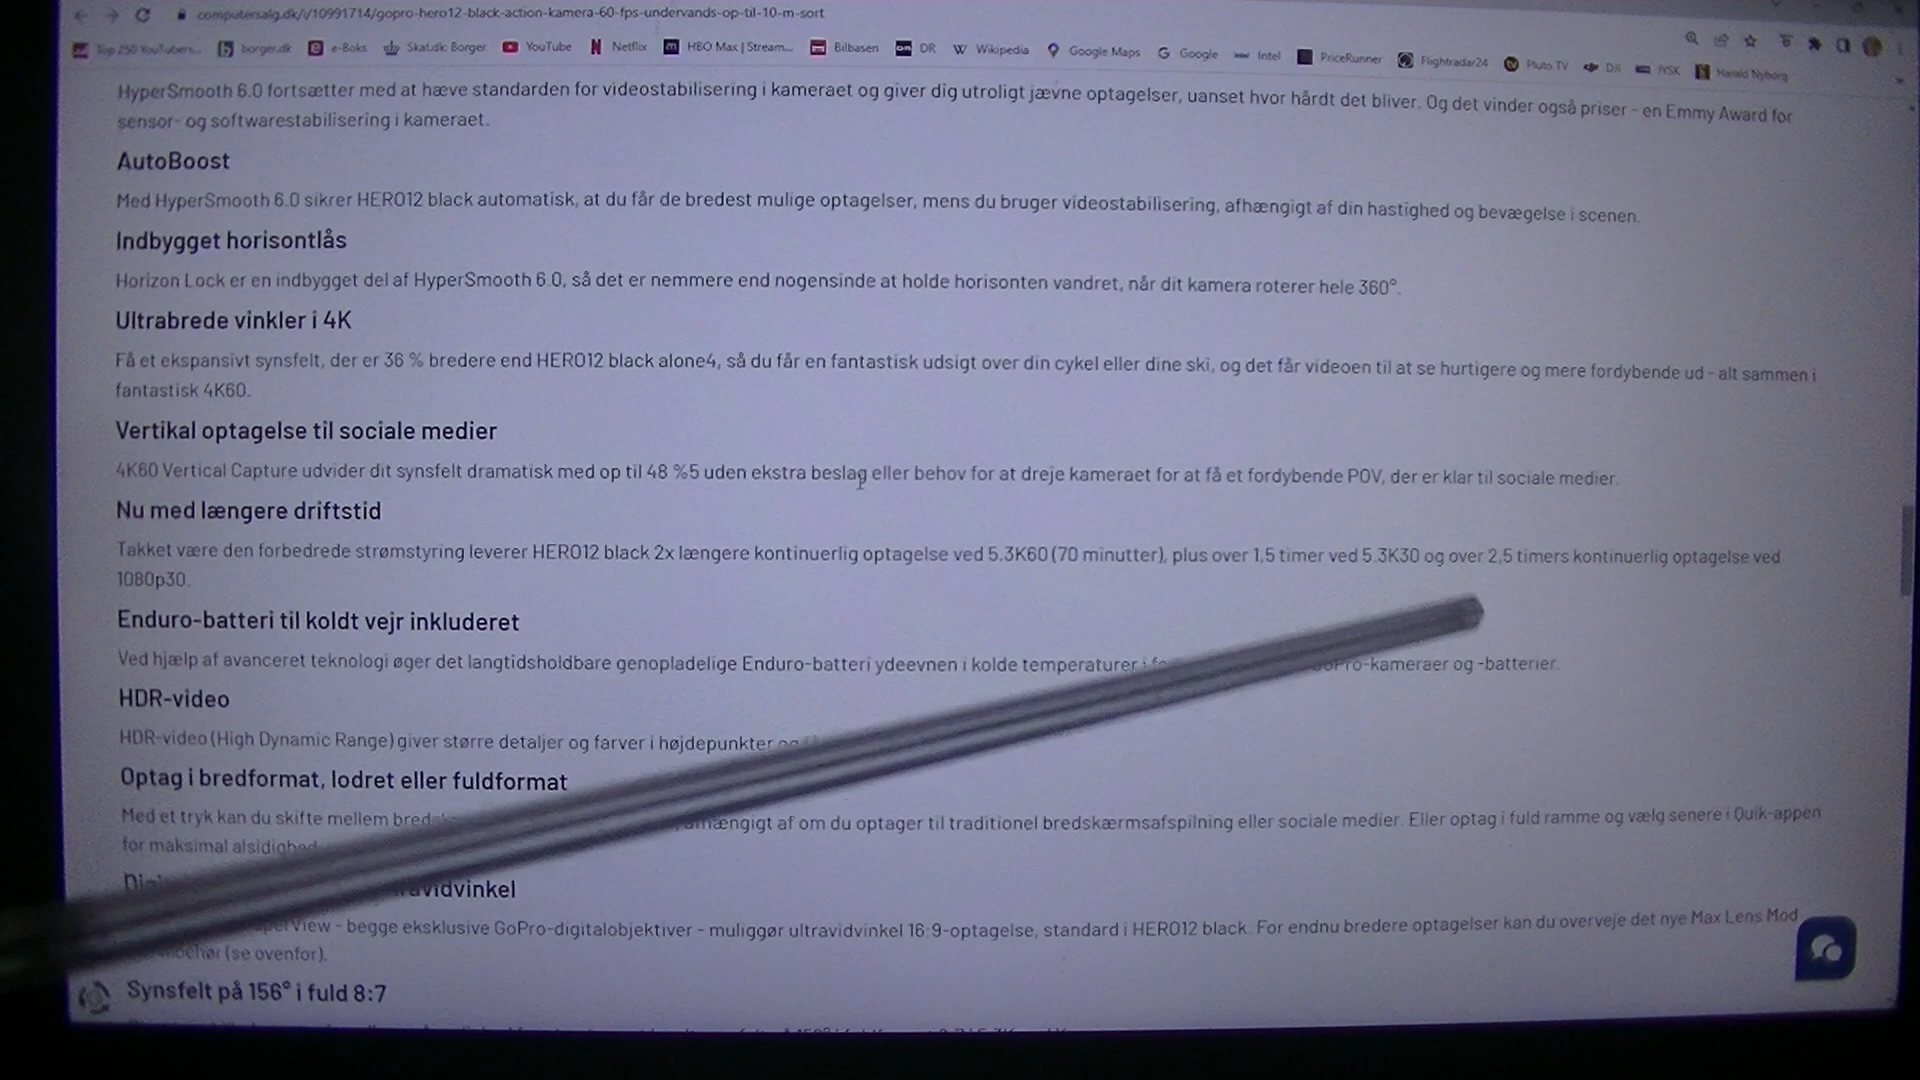 computersalg.dk/i/10991714/gopro-hero12-black-action-kamera-60-fps-undervands-op-til-10-m-sort
Top 250 YouTubers... borger.dk e-Boks Skat.dk: Borger YouTube Netflix HBO Max | Stream... Bilbasen DR Wikipedia Google Maps Google Intel PriceRunner Flightradar24 Pluto TV DJI JYSK Harald Nyborg
HyperSmooth 6.0 fortsætter med at hæve standarden for videostabilisering i kameraet og giver dig utroligt jævne optagelser, uanset hvor hårdt det bliver. Og det vinder også priser - en Emmy Award for
sensor- og softwarestabilisering i kameraet.
AutoBoost
Med HyperSmooth 6.0 sikrer HERO12 black automatisk, at du får de bredest mulige optagelser, mens du bruger videostabilisering, afhængigt af din hastighed og bevægelse i scenen.
Indbygget horisontlås
Horizon Lock er en indbygget del af HyperSmooth 6.0, så det er nemmere end nogensinde at holde horisonten vandret, når dit kamera roterer hele 360°.
Ultrabrede vinkler i 4K
Få et ekspansivt synsfelt, der er 36 % bredere end HERO12 black alone4, så du får en fantastisk udsigt over din cykel eller dine ski, og det får videoen til at se hurtigere og mere fordybende ud - alt sammen i
fantastisk 4K60.
Vertikal optagelse til sociale medier
4K60 Vertical Capture udvider dit synsfelt dramatisk med op til 48 %5 uden ekstra beslag eller behov for at dreje kameraet for at få et fordybende POV, der er klar til sociale medier.
Nu med længere driftstid
Takket være den forbedrede strømstyring leverer HERO12 black 2x længere kontinuerlig optagelse ved 5.3K60 (70 minutter), plus over 1,5 timer ved 5.3K30 og over 2,5 timers kontinuerlig optagelse ved
1080p30.
Enduro-batteri til koldt vejr inkluderet
Ved hjælp af avanceret teknologi øger det langtidsholdbare genopladelige Enduro-batteri ydeevnen i kolde temperaturer i -kameraer og -batterier.
HDR-video
HDR-video (High Dynamic Range) giver større detaljer og farver i højdepunkter
Optag i bredformat, lodret eller fuldformat
Med et tryk kan du skifte mellem af om du optager til traditionel bredskærmsafspilning eller sociale medier. Eller optag i fuld ramme og vælg senere i Quik-appen
for maksimal
vidvinkel
View - begge eksklusive GoPro-digitalobjektiver - muliggør ultravidvinkel 16:9-optagelse, standard i HERO12 black. For endnu bredere optagelser kan du overveje det nye Max Lens Mod
(se ovenfor).
Synsfelt på 156° i fuld 8:7